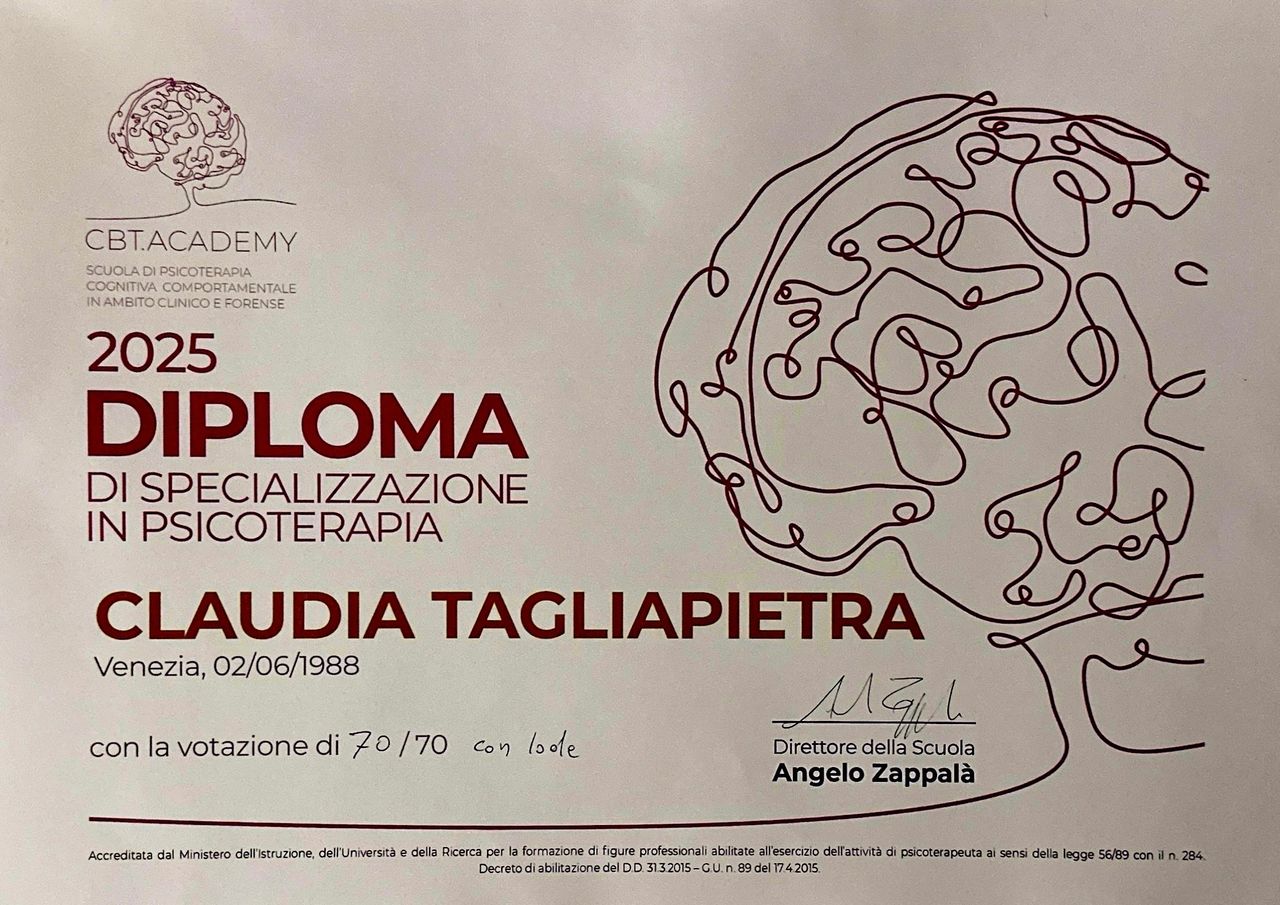 CBT.ACADEMY
SCUOLA DI PSICOTERAPIA
COGNITIVA COMPORTAMENTALE
IN AMBITO CLINICO E FORENSE
2025
DIPLOMA
DI SPECIALIZZAZIONE
IN PSICOTERAPIA
CLAUDIA TAGLIAPIETRA
Venezia, 02/06/1988
con la votazione di 70/70 con lode
Direttore della Scuola
Angelo Zappalà
Accreditata dal Ministero dell'Istruzione, dell'Università e della Ricerca per la formazione di figure professionali abilitate all'esercizio dell'attività di psicoterapeuta ai sensi della legge 56/89 con il n. 284.
Decreto di abilitazione del D.D. 31.3.2015 – G.U. n. 89 del 17.4.2015.